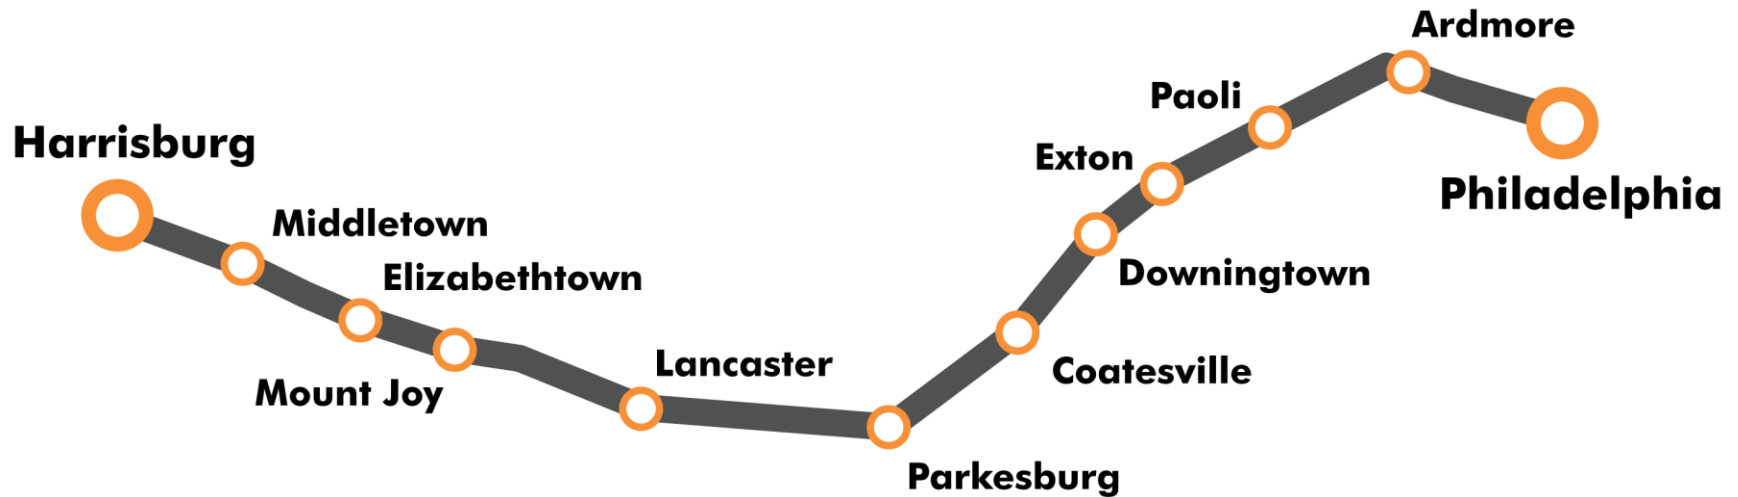 Harrisburg
Middletown
Elizabethtown
Mount Joy
Lancaster
Parkesburg
Coatesville
Downingtown
Exton
Paoli
Ardmore
Philadelphia